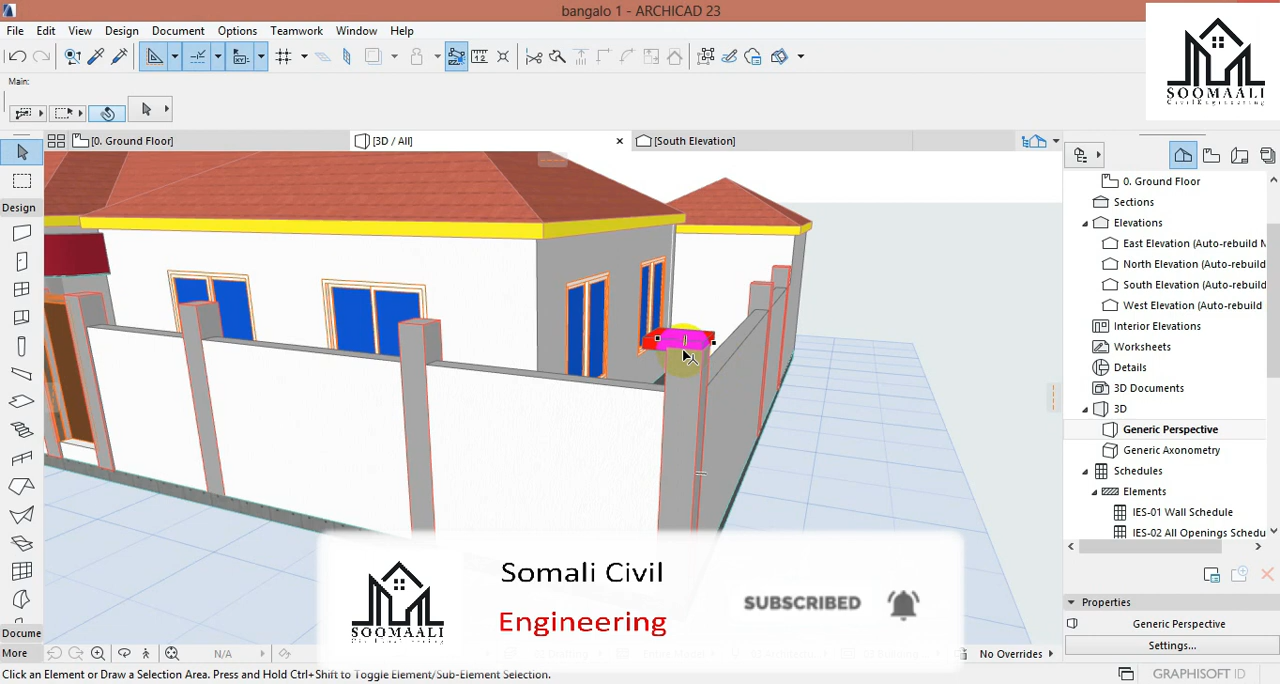 bangalo 1 - ARCHICAD 23
File Edit View Design Document Options Teamwork Window Help
SOOMAALI
Civil Engineering
Main:
[0. Ground Floor]
[3D / All]
[South Elevation]
Design
0. Ground Floor
Sections
Elevations
East Elevation (Auto-rebuild M
North Elevation (Auto-rebuild
South Elevation (Auto-rebuild
West Elevation (Auto-rebuild
Interior Elevations
Worksheets
Details
3D Documents
3D
Generic Perspective
Generic Axonometry
Schedules
Elements
IES-01 Wall Schedule
IES-02 All Openings Schedu
Properties
Generic Perspective
Settings...
Somali Civil
Engineering
SUBSCRIBED
SOOMAALI
Docume
More
N/A
No Overrides
Click an Element or Draw a Selection Area. Press and Hold Ctrl+Shift to Toggle Element/Sub-Element Selection.
GRAPHISOFT ID